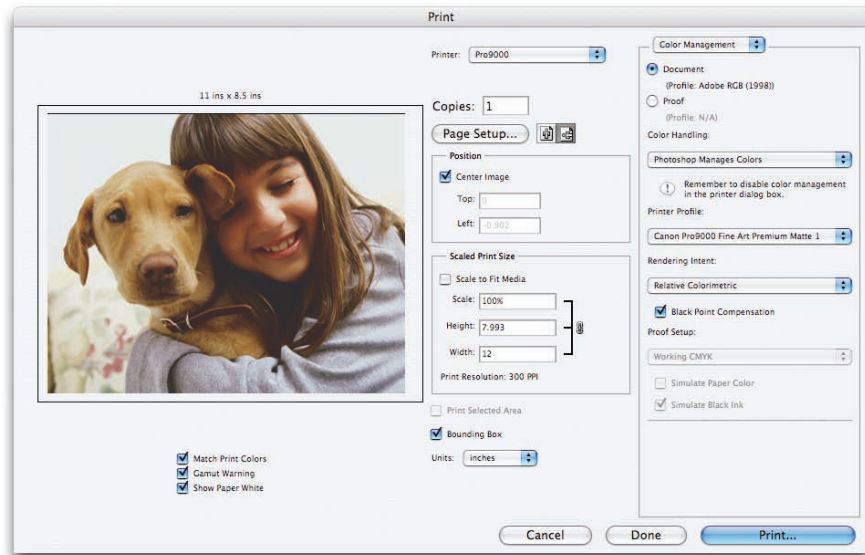 Print
11 ins x 8.5 ins
Match Print Colors
Gamut Warning
Show Paper White
Printer: Pro9000
Copies: 1
Page Setup...
Position
Center Image
Top: 0
Left: -0.902
Scaled Print Size
Scale to Fit Media
Scale: 100%
Height: 7.993
Width: 12
Print Resolution: 300 PPI
Print Selected Area
Bounding Box
Units: inches
Color Management
Document
(Profile: Adobe RGB (1998))
Proof
(Profile: N/A)
Color Handling:
Photoshop Manages Colors
Remember to disable color management
in the printer dialog box.
Printer Profile:
Canon Pro9000 Fine Art Premium Matte 1
Rendering Intent:
Relative Colorimetric
Black Point Compensation
Proof Setup:
Working CMYK
Simulate Paper Color
Simulate Black Ink
Cancel
Done
Print...